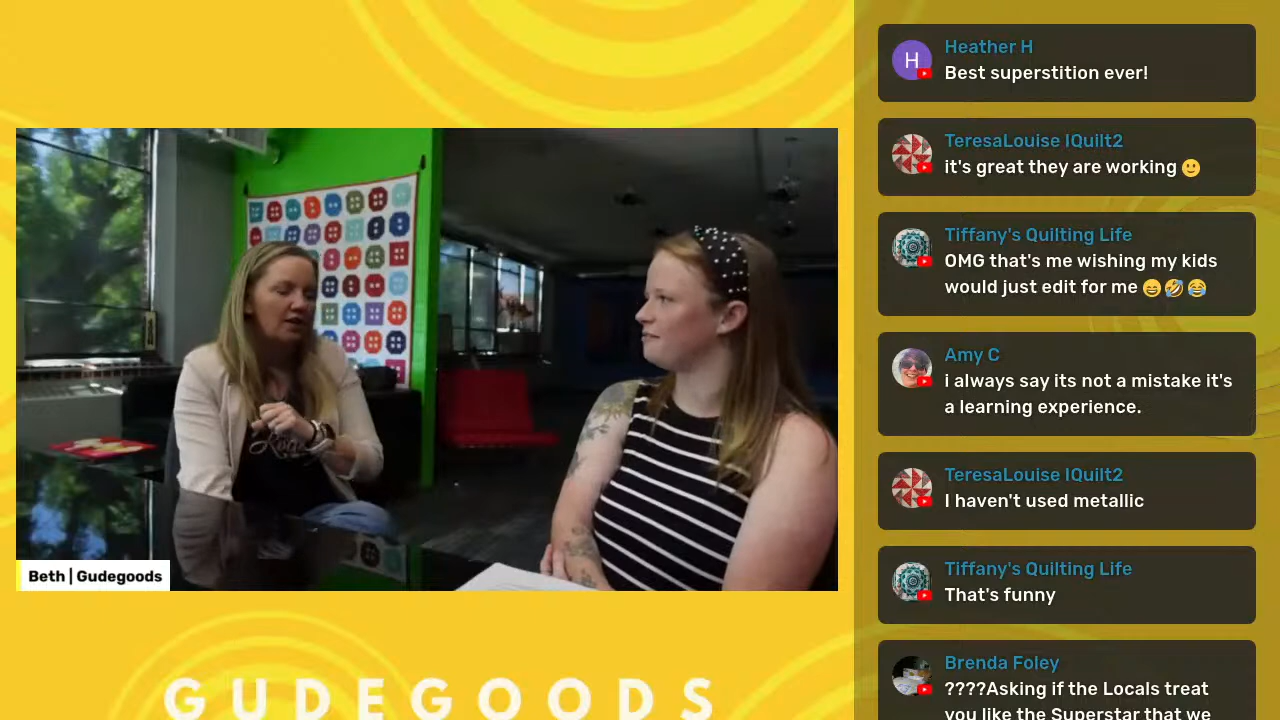 Heather H
Best superstition ever!
TeresaLouise IQuilt2
it's great they are working 🙂
Tiffany's Quilting Life
OMG that's me wishing my kids
would just edit for me 😄🤣😂
Amy C
i always say its not a mistake it's
a learning experience.
TeresaLouise IQuilt2
I haven't used metallic
Tiffany's Quilting Life
That's funny
Brenda Foley
????Asking if the Locals treat
you like the Superstar that we
H
Beth | Gudegoods
GUDEGOODS